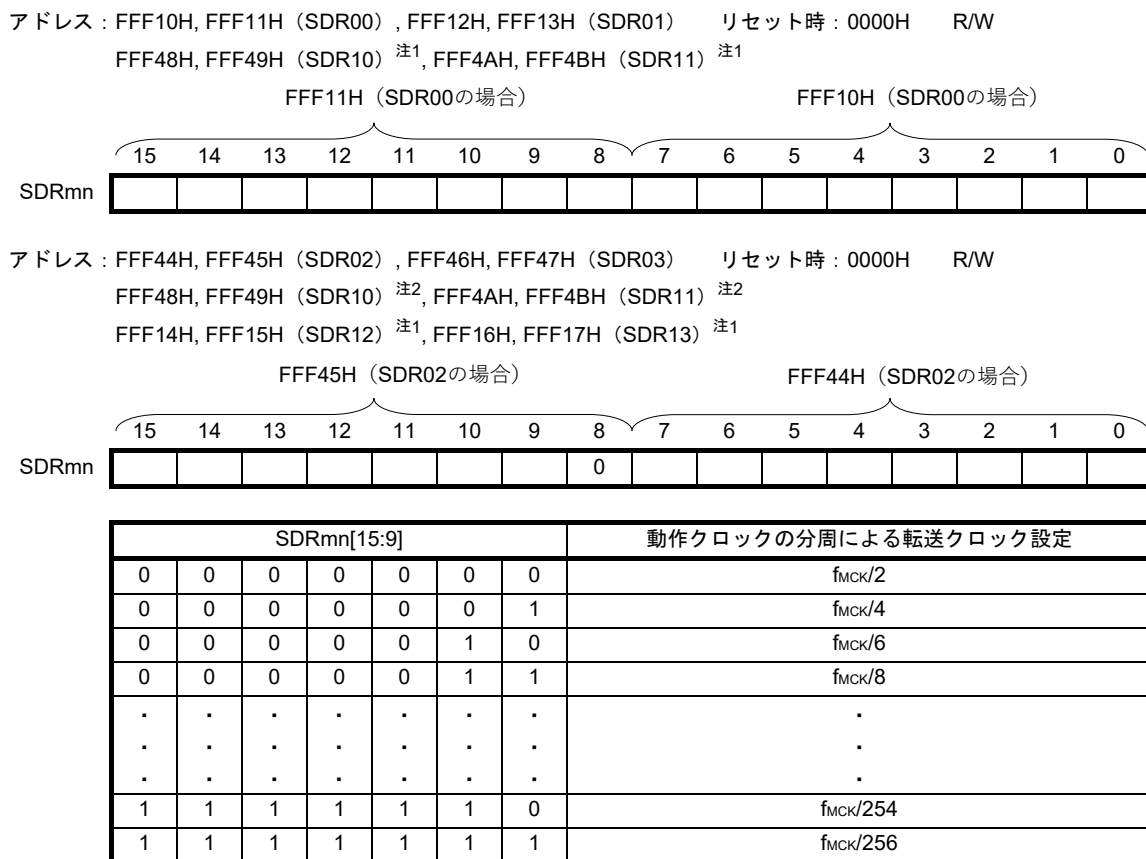 アドレス：FFF10H, FFF11H（SDR00）, FFF12H, FFF13H（SDR01） リセット時：0000H R/W
FFF48H, FFF49H（SDR10）注1, FFF4AH, FFF4BH（SDR11）注1
FFF11H（SDR00の場合） FFF10H（SDR00の場合）
15 14 13 12 11 10 9 8 7 6 5 4 3 2 1 0
SDRmn
アドレス：FFF44H, FFF45H（SDR02）, FFF46H, FFF47H（SDR03） リセット時：0000H R/W
FFF48H, FFF49H（SDR10）注2, FFF4AH, FFF4BH（SDR11）注2
FFF14H, FFF15H（SDR12）注1, FFF16H, FFF17H（SDR13）注1
FFF45H（SDR02の場合） FFF44H（SDR02の場合）
15 14 13 12 11 10 9 8 7 6 5 4 3 2 1 0
SDRmn 0
SDRmn[15:9] 動作クロックの分周による転送クロック設定
0 0 0 0 0 0 0 fMCK/2
0 0 0 0 0 0 1 fMCK/4
0 0 0 0 0 1 0 fMCK/6
0 0 0 0 0 1 1 fMCK/8
・ ・ ・ ・ ・ ・ ・ ・
・ ・ ・ ・ ・ ・ ・ ・
・ ・ ・ ・ ・ ・ ・ ・
1 1 1 1 1 1 0 fMCK/254
1 1 1 1 1 1 1 fMCK/256